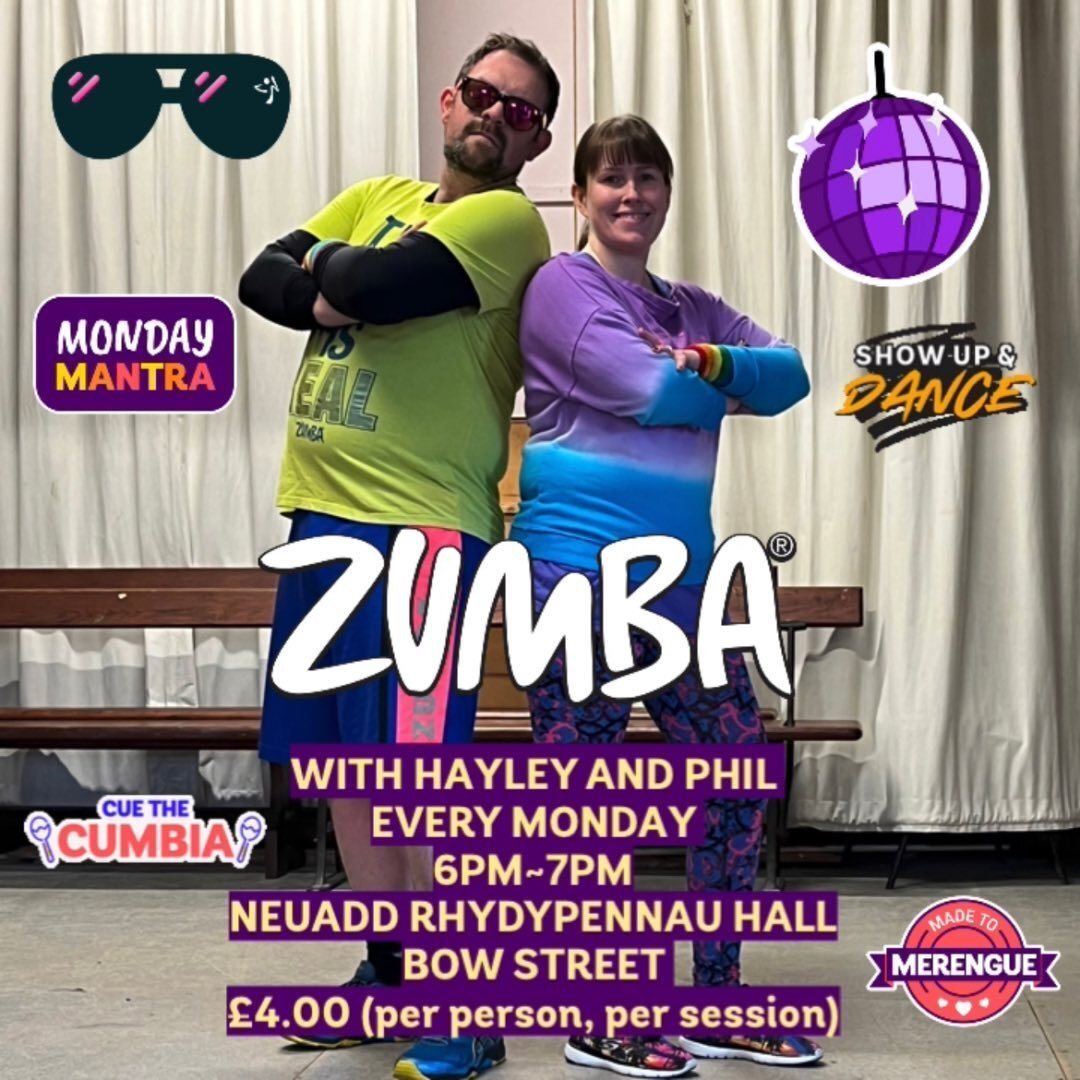 MONDAY
MANTRA
SHOW UP &
DANCE
ZUMBA
ZUMBA®
WITH HAYLEY AND PHIL
EVERY MONDAY
6PM~7PM
NEUADD RHYDYPENNAU HALL
BOW STREET
£4.00 (per person, per session)
CUE THE
CUMBIA
MADE TO
MERENGUE